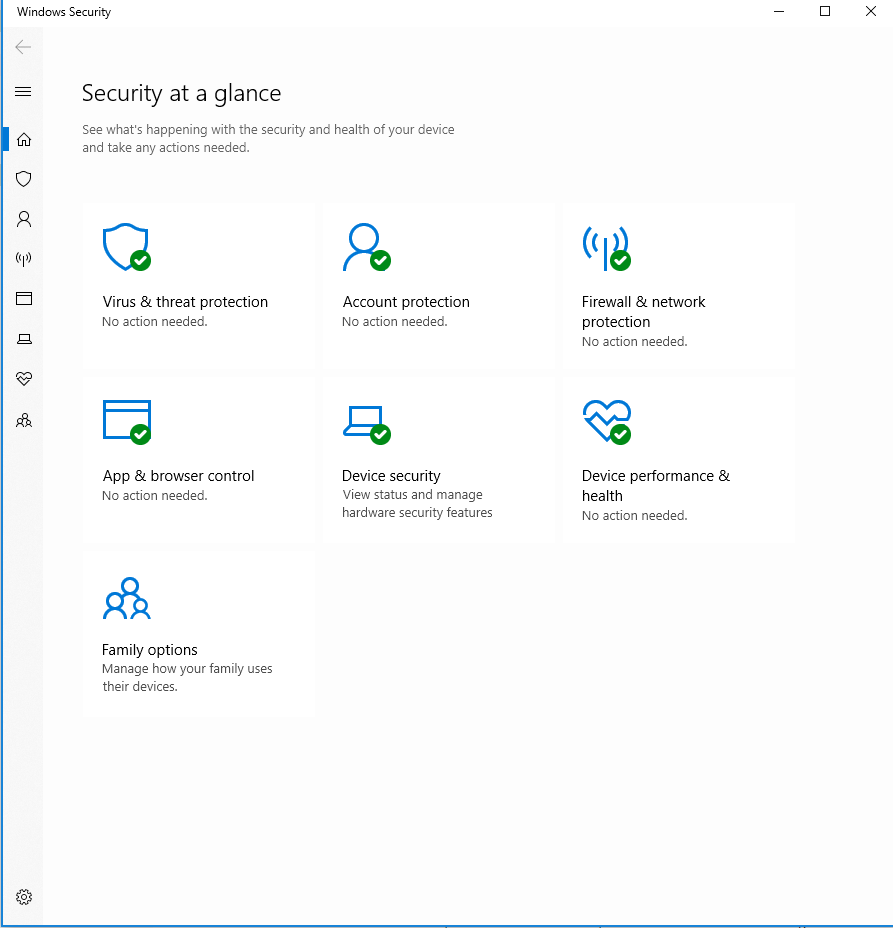 Windows Security
Security at a glance
See what's happening with the security and health of your device
and take any actions needed.
Virus & threat protection
No action needed.
Account protection
No action needed.
Firewall & network
protection
No action needed.
App & browser control
No action needed.
Device security
View status and manage
hardware security features
Device performance &
health
No action needed.
Family options
Manage how your family uses
their devices.